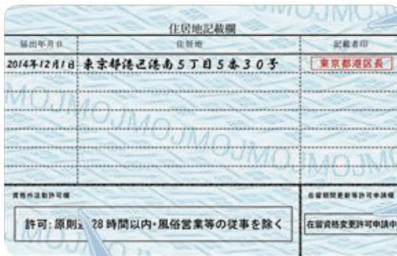 住居地記載欄
届出年月日 住居地 記載者印
2014年12月1日 東京都港区港南5丁目5番30号 東京都港区長
MOJMOJMOJ
資格外活動許可欄 在留期間更新等許可申請欄
許可:原則週28時間以内・風俗営業等の従事を除く 在留資格変更許可申請中